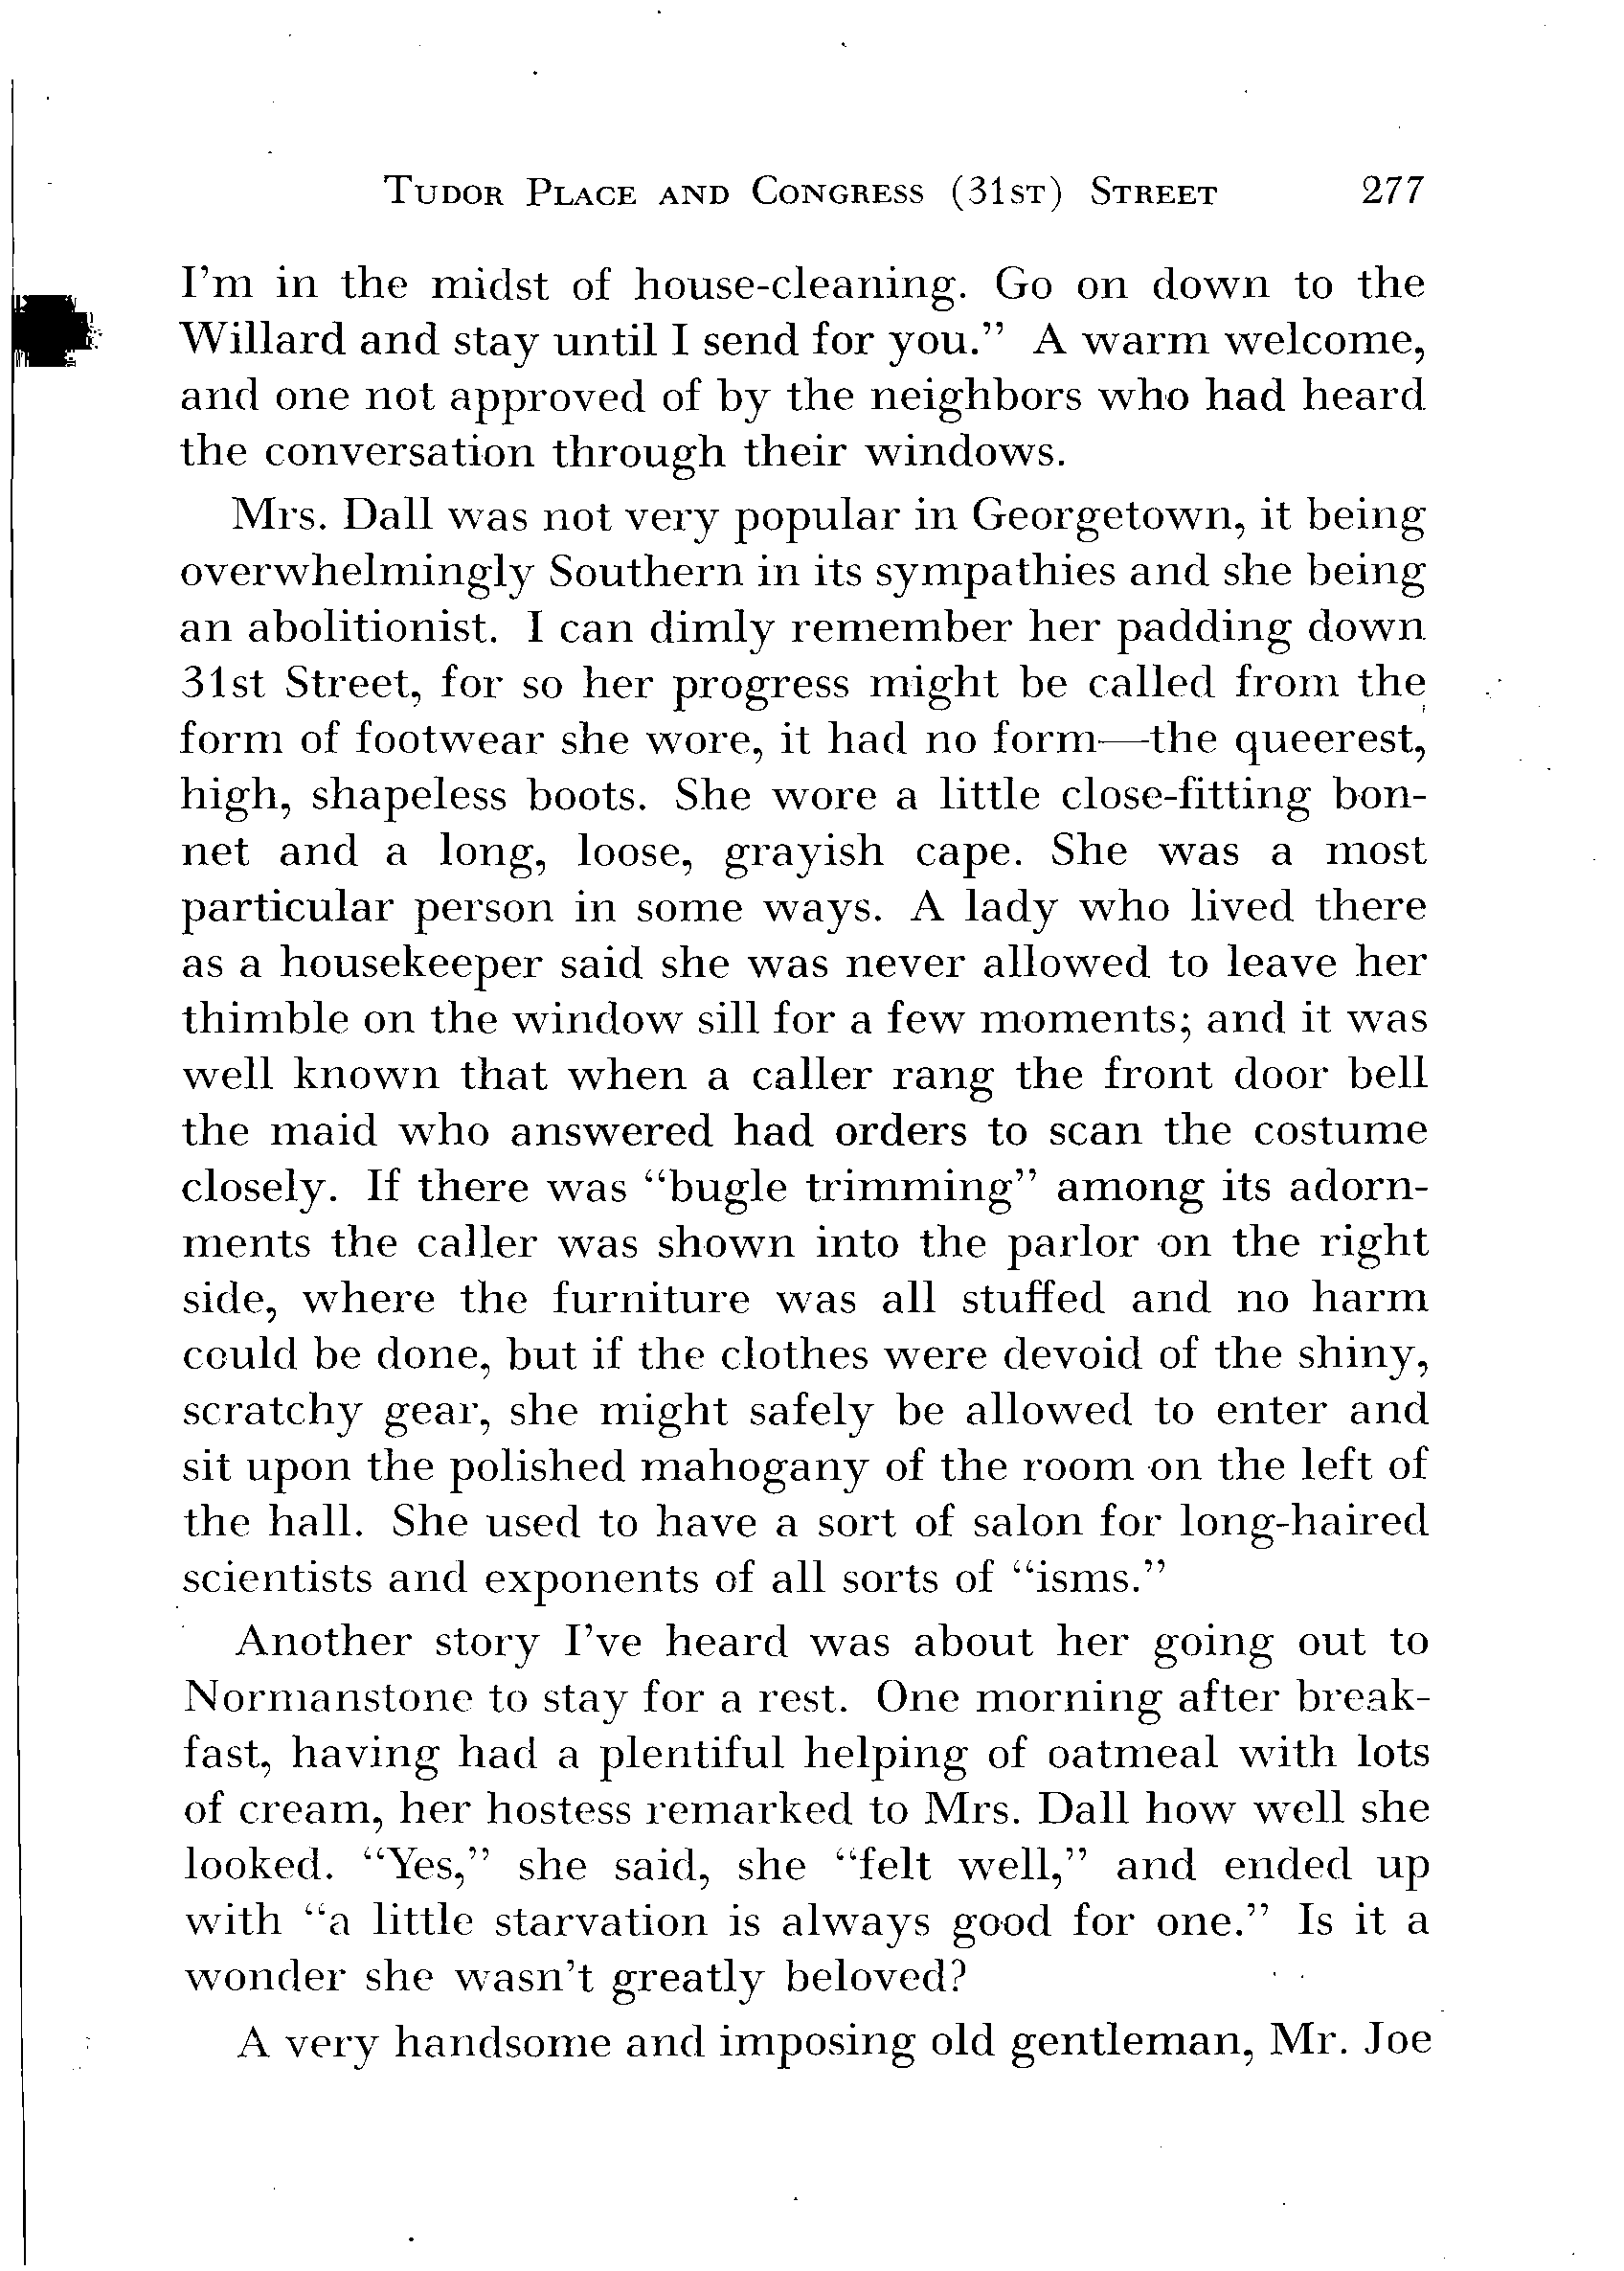 Tudor Place and Congress (31st) Street 277
I'm in the midst of house-cleaning. Go on down to the
Willard and stay until I send for you." A warm welcome,
and one not approved of by the neighbors who had heard
the conversation through their windows.
Mrs. Dall was not very popular in Georgetown, it being
overwhelmingly Southern in its sympathies and she being
an abolitionist. I can dimly remember her padding down
31st Street, for so her progress might be called from the
form of footwear she wore, it had no form—the queerest,
high, shapeless boots. She wore a little close-fitting bon-
net and a long, loose, grayish cape. She was a most
particular person in some ways. A lady who lived there
as a housekeeper said she was never allowed to leave her
thimble on the window sill for a few moments; and it was
well known that when a caller rang the front door bell
the maid who answered had orders to scan the costume
closely. If there was "bugle trimming" among its adorn-
ments the caller was shown into the parlor on the right
side, where the furniture was all stuffed and no harm
could be done, but if the clothes were devoid of the shiny,
scratchy gear, she might safely be allowed to enter and
sit upon the polished mahogany of the room on the left of
the hall. She used to have a sort of salon for long-haired
scientists and exponents of all sorts of "isms."
Another story I've heard was about her going out to
Normanstone to stay for a rest. One morning after break-
fast, having had a plentiful helping of oatmeal with lots
of cream, her hostess remarked to Mrs. Dall how well she
looked. "Yes," she said, she "felt well," and ended up
with "a little starvation is always good for one." Is it a
wonder she wasn't greatly beloved?
A very handsome and imposing old gentleman, Mr. Joe